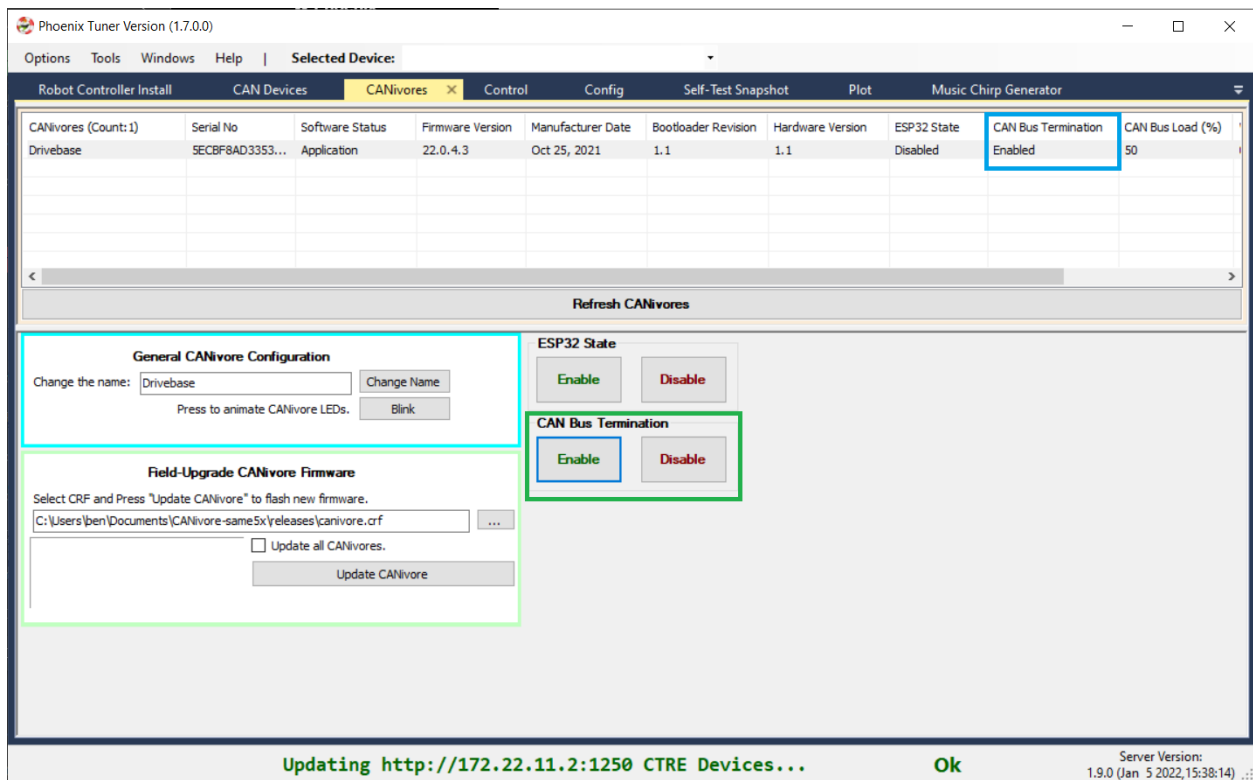 Phoenix Tuner Version (1.7.0.0)
Options Tools Windows Help | Selected Device:
Robot Controller Install CAN Devices CANivores Control Config Self-Test Snapshot Plot Music Chirp Generator
CANivores (Count:1) Serial No Software Status Firmware Version Manufacturer Date Bootloader Revision Hardware Version ESP32 State CAN Bus Termination CAN Bus Load (%)
Drivebase 5ECBF8AD3353... Application 22.0.4.3 Oct 25, 2021 1.1 1.1 Disabled Enabled 50
Refresh CANivores
General CANivore Configuration
Change the name: Drivebase Change Name
Press to animate CANivore LEDs. Blink
Field-Upgrade CANivore Firmware
Select CRF and Press "Update CANivore" to flash new firmware.
C:\Users\ben\Documents\CANivore-same5x\releases\canivore.crf ...
Update all CANivores.
Update CANivore
ESP32 State
Enable Disable
CAN Bus Termination
Enable Disable
Updating http://172.22.11.2:1250 CTRE Devices... Ok
Server Version:
1.9.0 (Jan 5 2022,15:38:14)